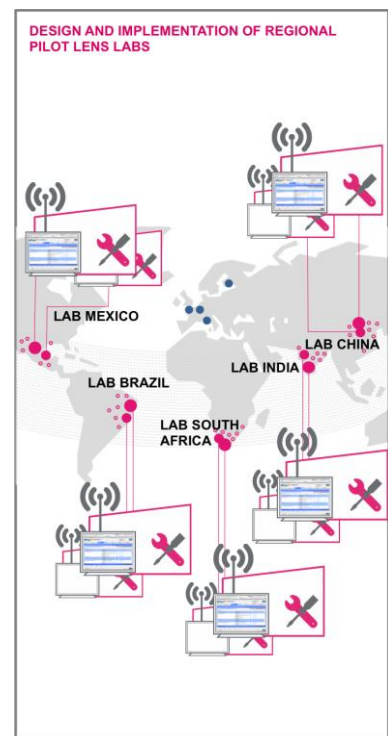 DESIGN AND IMPLEMENTATION OF REGIONAL
PILOT LENS LABS
LAB MEXICO
LAB CHINA
LAB INDIA
LAB BRAZIL
LAB SOUTH
AFRICA